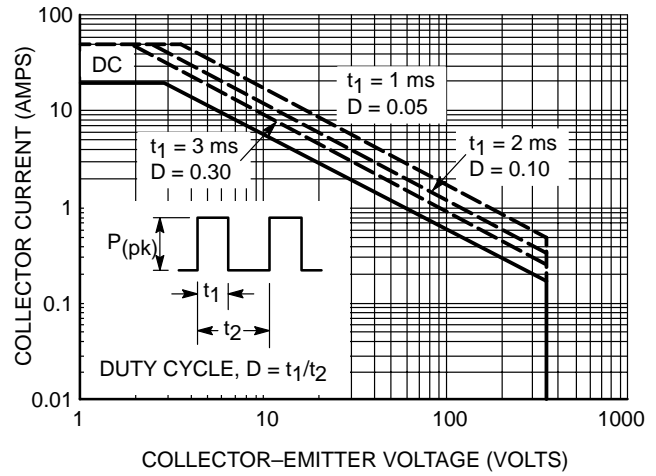 COLLECTOR CURRENT (AMPS)
100
10
1
0.1
0.01
DC
t1 = 1 ms
D = 0.05
t1 = 3 ms
D = 0.30
t1 = 2 ms
D = 0.10
P(pk)
t1
t2
DUTY CYCLE, D = t1/t2
1
10
100
1000
COLLECTOR–EMITTER VOLTAGE (VOLTS)